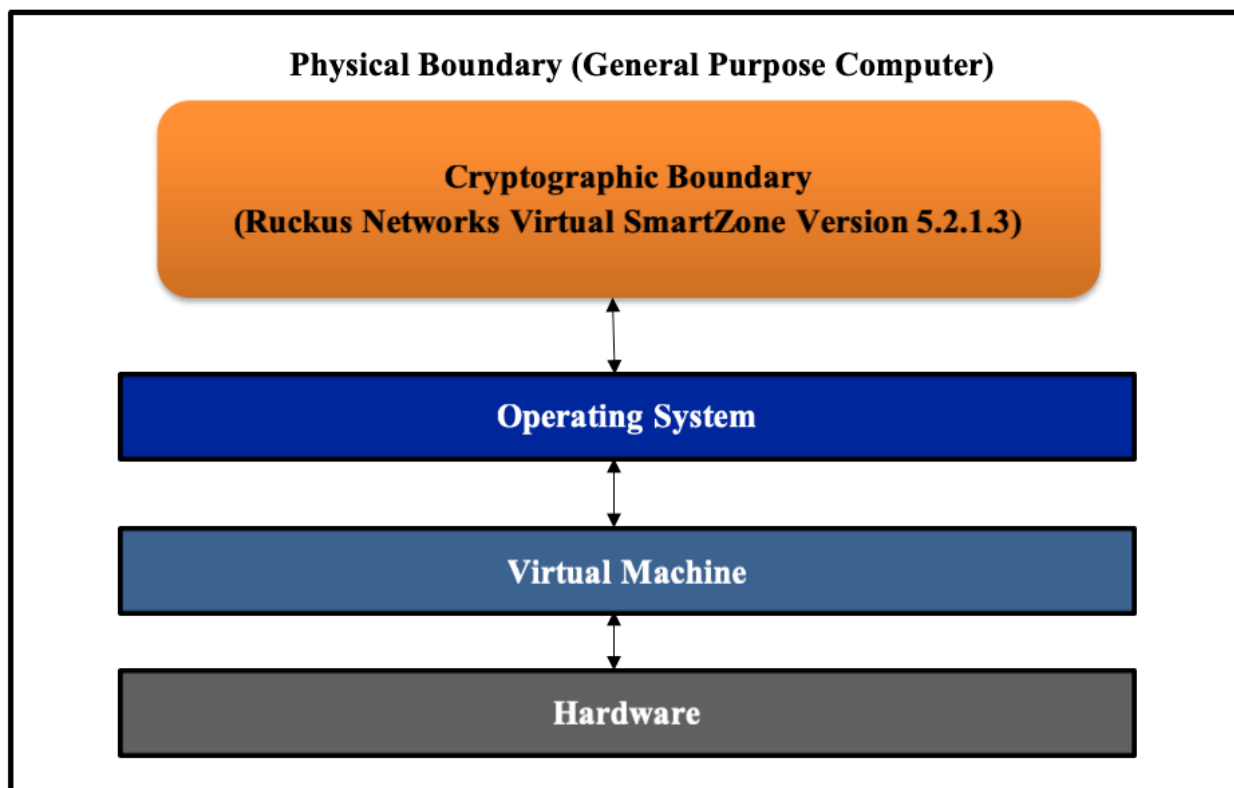 Physical Boundary (General Purpose Computer)
Cryptographic Boundary
(Ruckus Networks Virtual SmartZone Version 5.2.1.3)
Operating System
Virtual Machine
Hardware